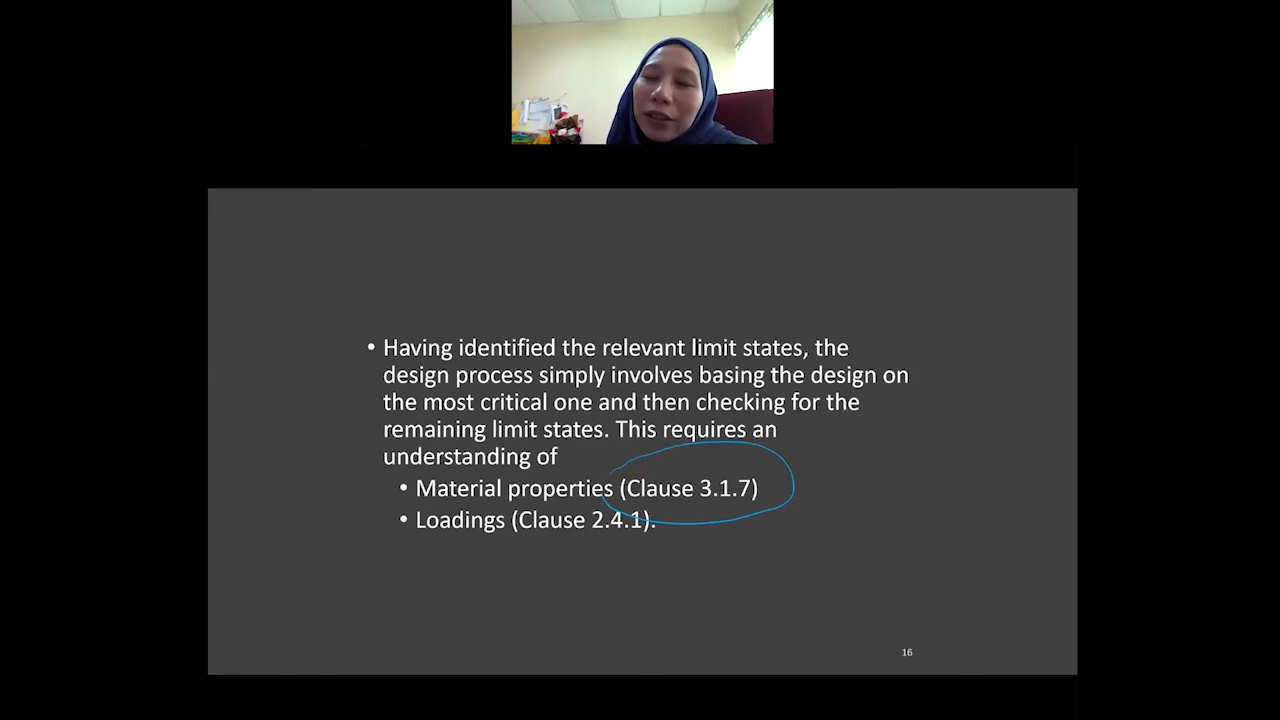 • Having identified the relevant limit states, the
design process simply involves basing the design on
the most critical one and then checking for the
remaining limit states. This requires an
understanding of
• Material properties (Clause 3.1.7)
• Loadings (Clause 2.4.1).
16